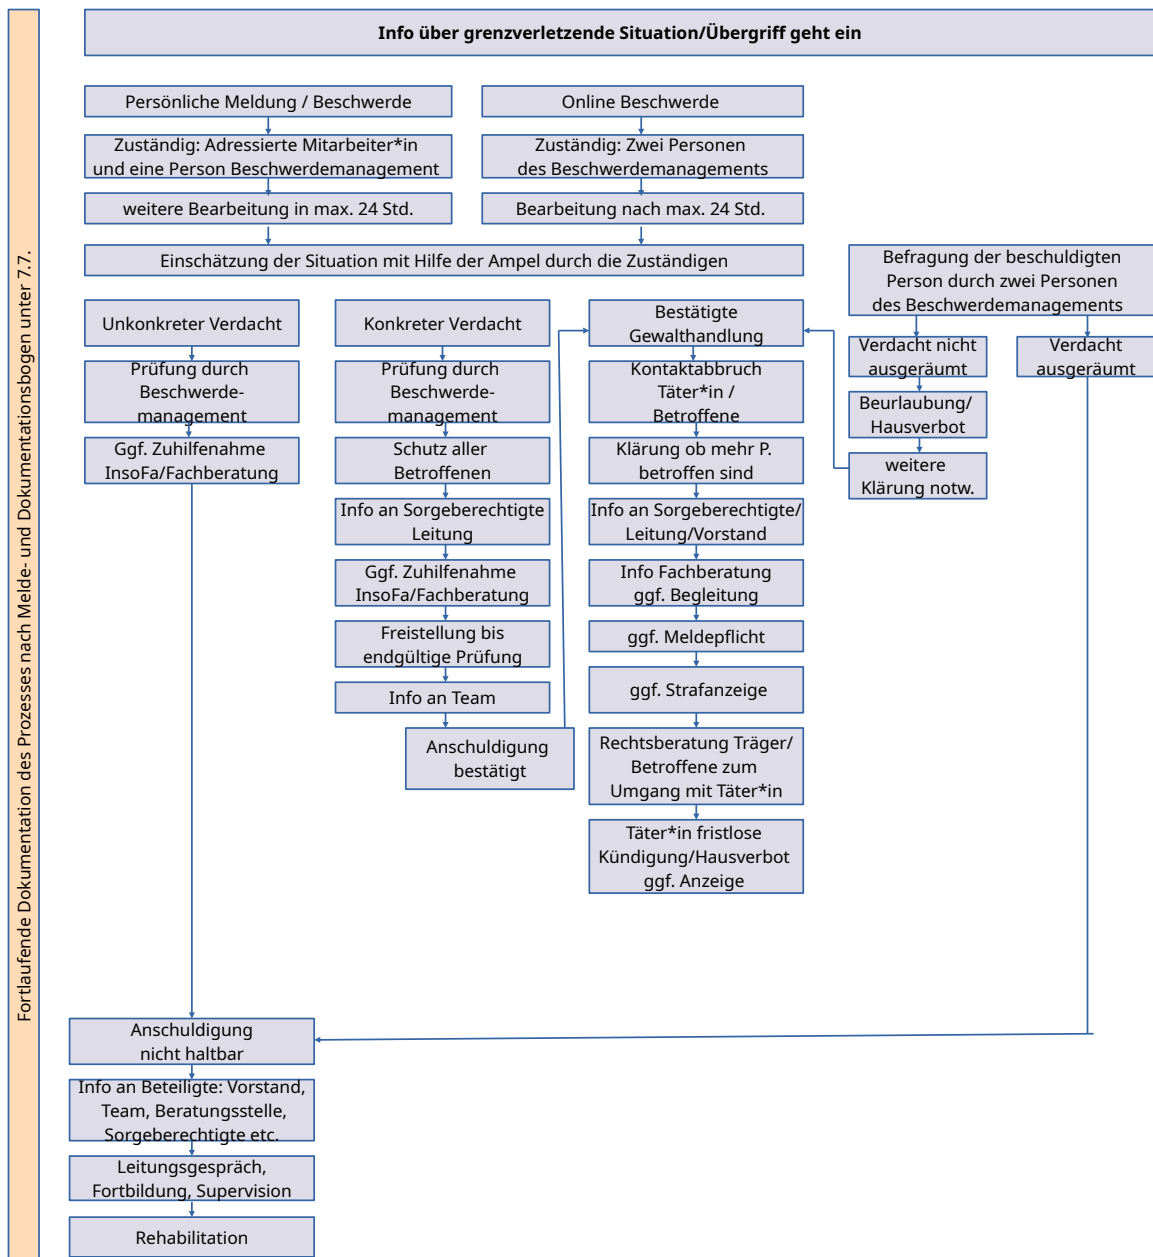 Info über grenzverletzende Situation/Übergriff geht ein
Fortlaufende Dokumentation des Prozesses nach Melde- und Dokumentationsbogen unter 7.7.
Persönliche Meldung / Beschwerde
Zuständig: Adressierte Mitarbeiter*in
und eine Person Beschwerdemanagement
weitere Bearbeitung in max. 24 Std.
Online Beschwerde
Zuständig: Zwei Personen
des Beschwerdemanagements
Bearbeitung nach max. 24 Std.
Einschätzung der Situation mit Hilfe der Ampel durch die Zuständigen
Unkonkreter Verdacht
Prüfung durch
Beschwerde-
management
Ggf. Zuhilfenahme
InsoFa/Fachberatung
Konkreter Verdacht
Prüfung durch
Beschwerde-
management
Schutz aller
Betroffenen
Info an Sorgeberechtigte
Leitung
Ggf. Zuhilfenahme
InsoFa/Fachberatung
Freistellung bis
endgültige Prüfung
Info an Team
Anschuldigung
bestätigt
Bestätigte
Gewalthandlung
Kontaktabbruch
Täter*in /
Betroffene
Klärung ob mehr P.
betroffen sind
Info an Sorgeberechtigte/
Leitung/Vorstand
Info Fachberatung
ggf. Begleitung
ggf. Meldepflicht
ggf. Strafanzeige
Rechtsberatung Träger/
Betroffene zum
Umgang mit Täter*in
Täter*in fristlose
Kündigung/Hausverbot
ggf. Anzeige
Befragung der beschuldigten
Person durch zwei Personen
des Beschwerdemanagements
Verdacht nicht
ausgeräumt
Beurlaubung/
Hausverbot
weitere
Klärung notw.
Verdacht
ausgeräumt
Anschuldigung
nicht haltbar
Info an Beteiligte: Vorstand,
Team, Beratungsstelle,
Sorgeberechtigte etc.
Leitungsgespräch,
Fortbildung, Supervision
Rehabilitation